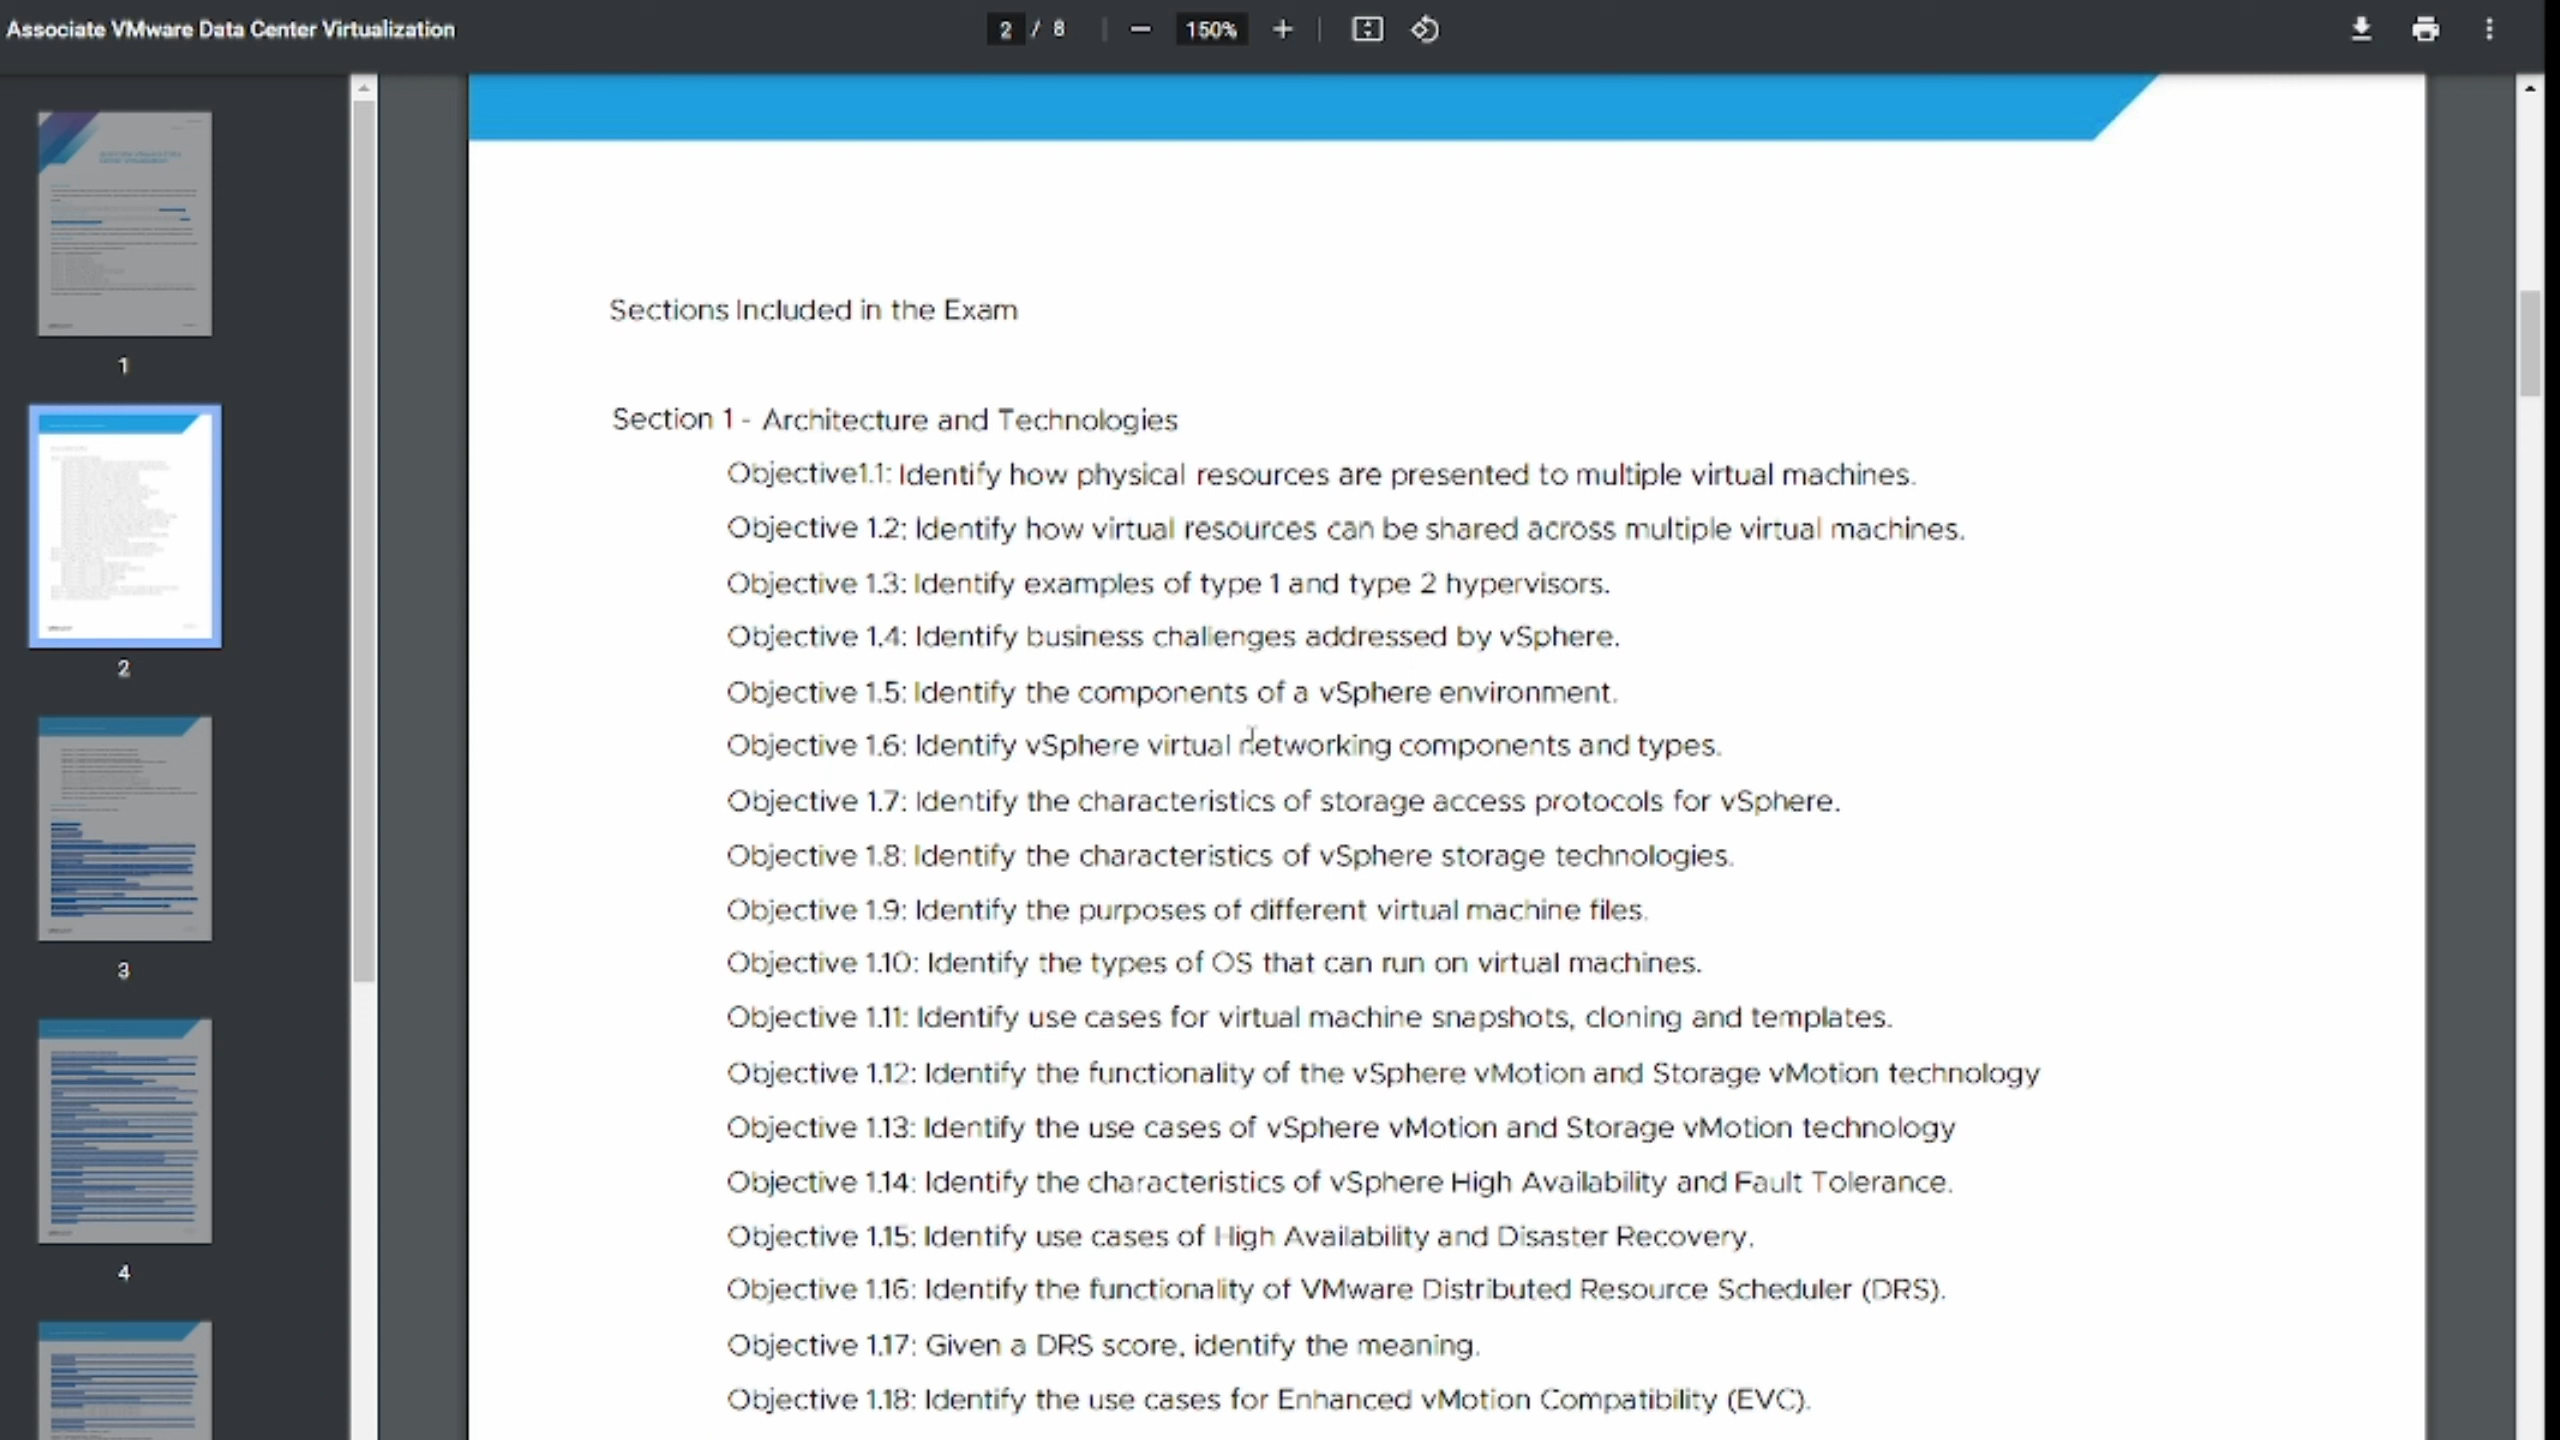 Associate VMware Data Center Virtualization
2 / 8
150%
1
2
3
4
Sections Included in the Exam
Section 1 - Architecture and Technologies
Objective1.1: Identify how physical resources are presented to multiple virtual machines.
Objective 1.2: Identify how virtual resources can be shared across multiple virtual machines.
Objective 1.3: Identify examples of type 1 and type 2 hypervisors.
Objective 1.4: Identify business challenges addressed by vSphere.
Objective 1.5: Identify the components of a vSphere environment.
Objective 1.6: Identify vSphere virtual networking components and types.
Objective 1.7: Identify the characteristics of storage access protocols for vSphere.
Objective 1.8: Identify the characteristics of vSphere storage technologies.
Objective 1.9: Identify the purposes of different virtual machine files.
Objective 1.10: Identify the types of OS that can run on virtual machines.
Objective 1.11: Identify use cases for virtual machine snapshots, cloning and templates.
Objective 1.12: Identify the functionality of the vSphere vMotion and Storage vMotion technology
Objective 1.13: Identify the use cases of vSphere vMotion and Storage vMotion technology
Objective 1.14: Identify the characteristics of vSphere High Availability and Fault Tolerance.
Objective 1.15: Identify use cases of High Availability and Disaster Recovery.
Objective 1.16: Identify the functionality of VMware Distributed Resource Scheduler (DRS).
Objective 1.17: Given a DRS score, identify the meaning.
Objective 1.18: Identify the use cases for Enhanced vMotion Compatibility (EVC).